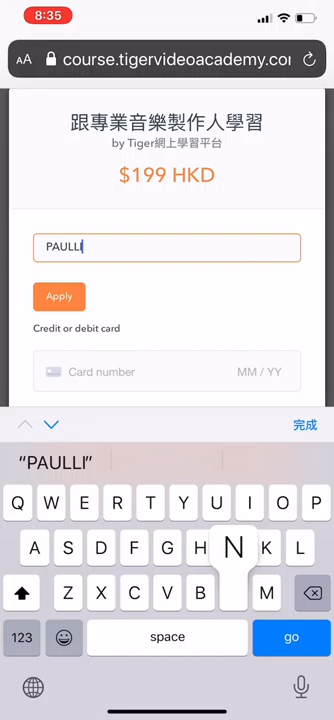 8:35
AA course.tigervideoacademy.com
跟專業音樂製作人學習
by Tiger網上學習平台
$199 HKD
PAULLI
Apply
Credit or debit card
Card number MM / YY
完成
“PAULLI”
Q W E R T Y U I O P
A S D F G H N K L
Z X C V B M
123 space go